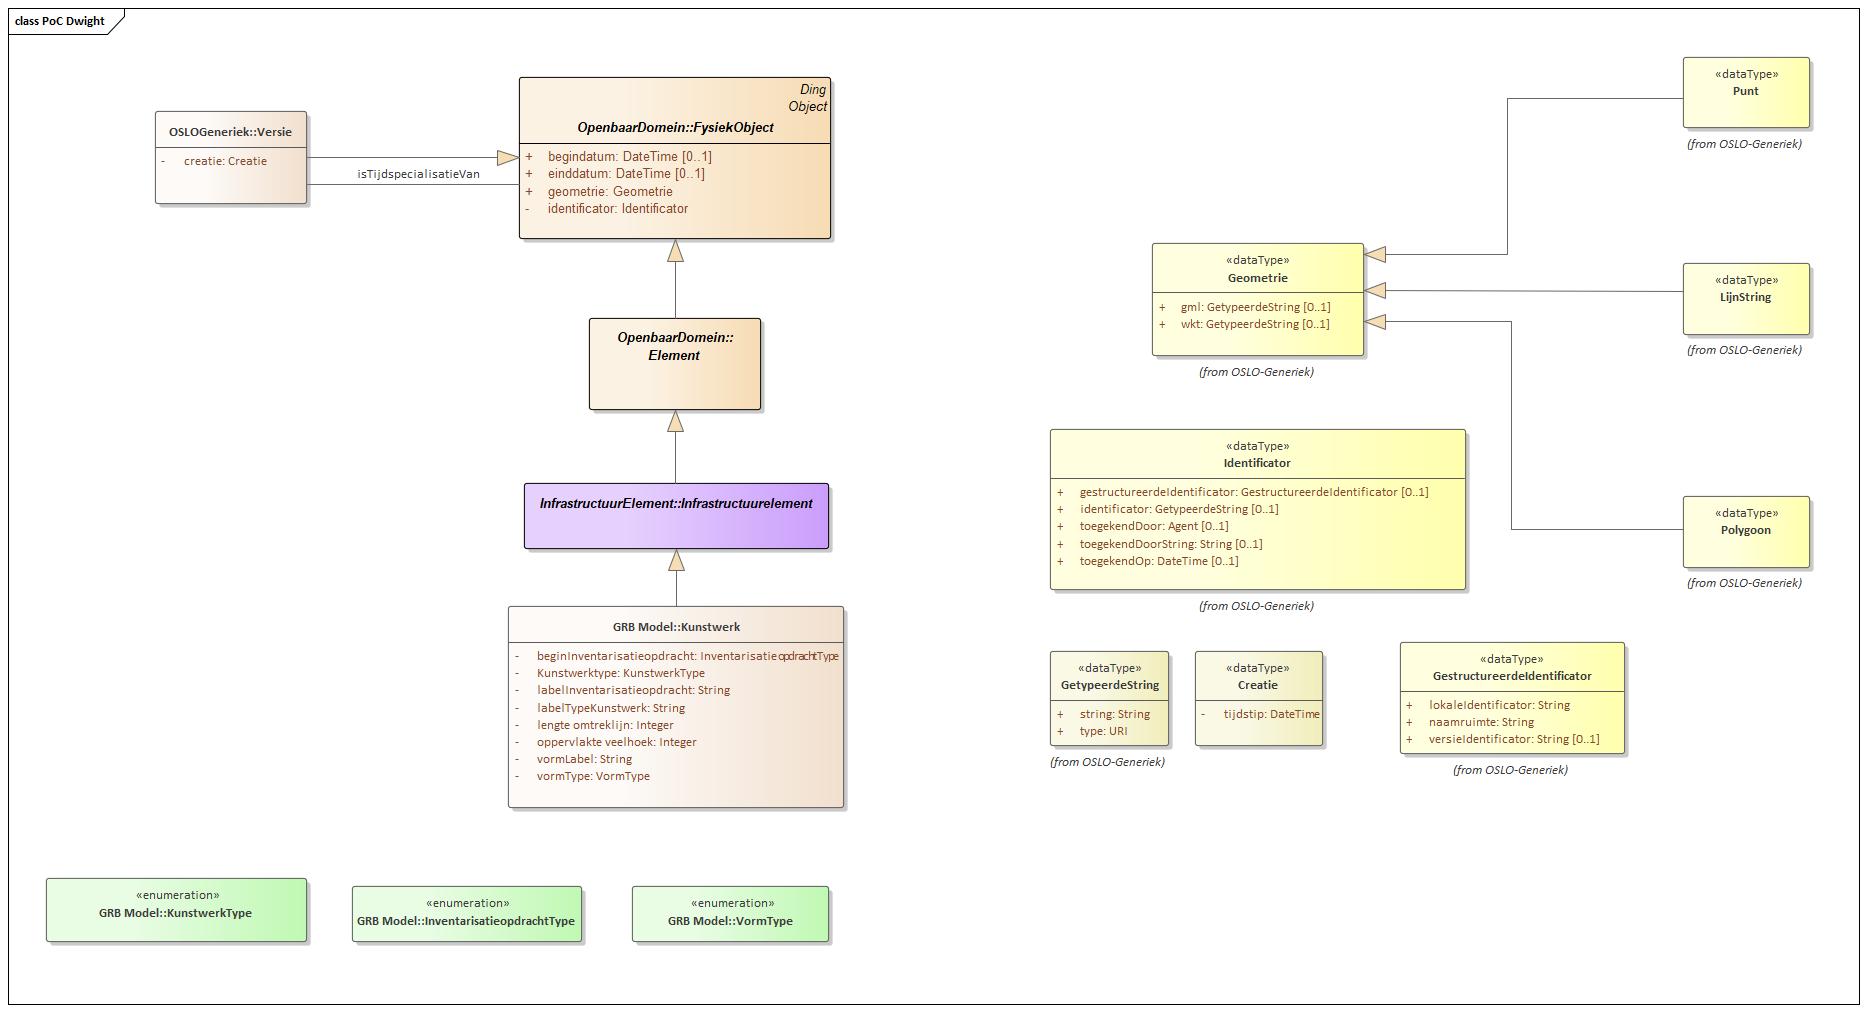 class PoC Dwight
OSLOGeneriek::Versie
- creatie: Creatie
isTijdspecialisatieVan
Ding
Object
OpenbaarDomein::FysiekObject
+ begindatum: DateTime [0..1]
+ einddatum: DateTime [0..1]
+ geometrie: Geometrie
- identificator: Identificator
OpenbaarDomein::
Element
InfrastructuurElement::Infrastructuurelement
GRB Model::Kunstwerk
- beginInventarisatieopdracht: InventarisatieopdrachtType
- Kunstwerktype: KunstwerkType
- labelInventarisatieopdracht: String
- labelTypeKunstwerk: String
- lengte omtreklijn: Integer
- oppervlakte veelhoek: Integer
- vormLabel: String
- vormType: VormType
«enumeration»
GRB Model::KunstwerkType
«enumeration»
GRB Model::InventarisatieopdrachtType
«enumeration»
GRB Model::VormType
«dataType»
Punt
(from OSLO-Generiek)
«dataType»
Geometrie
+ gml: GetypeerdeString [0..1]
+ wkt: GetypeerdeString [0..1]
(from OSLO-Generiek)
«dataType»
LijnString
(from OSLO-Generiek)
«dataType»
Identificator
+ gestructureerdeIdentificator: GestructureerdeIdentificator [0..1]
+ identificator: GetypeerdeString [0..1]
+ toegekendDoor: Agent [0..1]
+ toegekendDoorString: String [0..1]
+ toegekendOp: DateTime [0..1]
(from OSLO-Generiek)
«dataType»
Polygoon
(from OSLO-Generiek)
«dataType»
GetypeerdeString
+ string: String
+ type: URI
(from OSLO-Generiek)
«dataType»
Creatie
- tijdstip: DateTime
«dataType»
GestructureerdeIdentificator
+ lokaleIdentificator: String
+ naamruimte: String
+ versieIdentificator: String [0..1]
(from OSLO-Generiek)